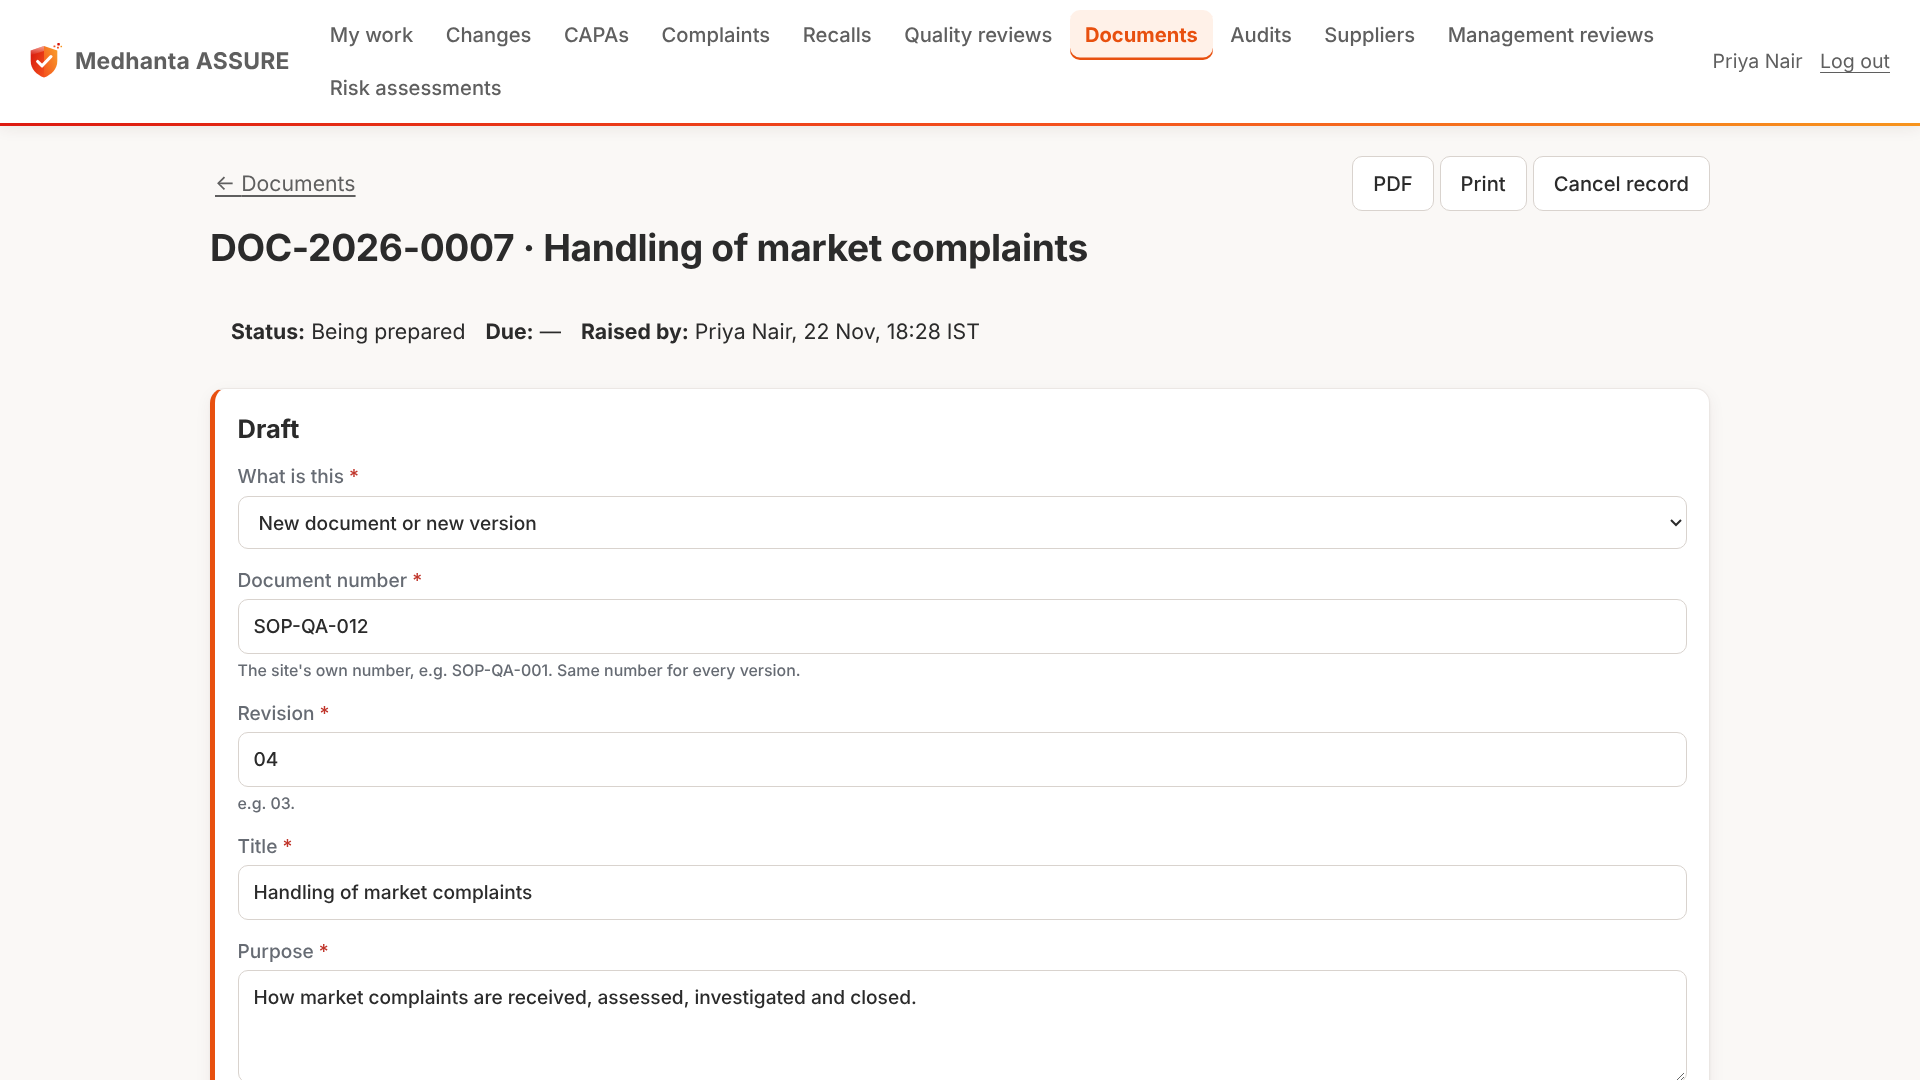 Medhanta ASSURE
My work Changes CAPAs Complaints Recalls Quality reviews Documents Audits Suppliers Management reviews
Risk assessments
Priya Nair Log out
← Documents
PDF Print Cancel record
DOC-2026-0007 · Handling of market complaints
Status: Being prepared Due: — Raised by: Priya Nair, 22 Nov, 18:28 IST
Draft
What is this *
New document or new version
Document number *
SOP-QA-012
The site's own number, e.g. SOP-QA-001. Same number for every version.
Revision *
04
e.g. 03.
Title *
Handling of market complaints
Purpose *
How market complaints are received, assessed, investigated and closed.